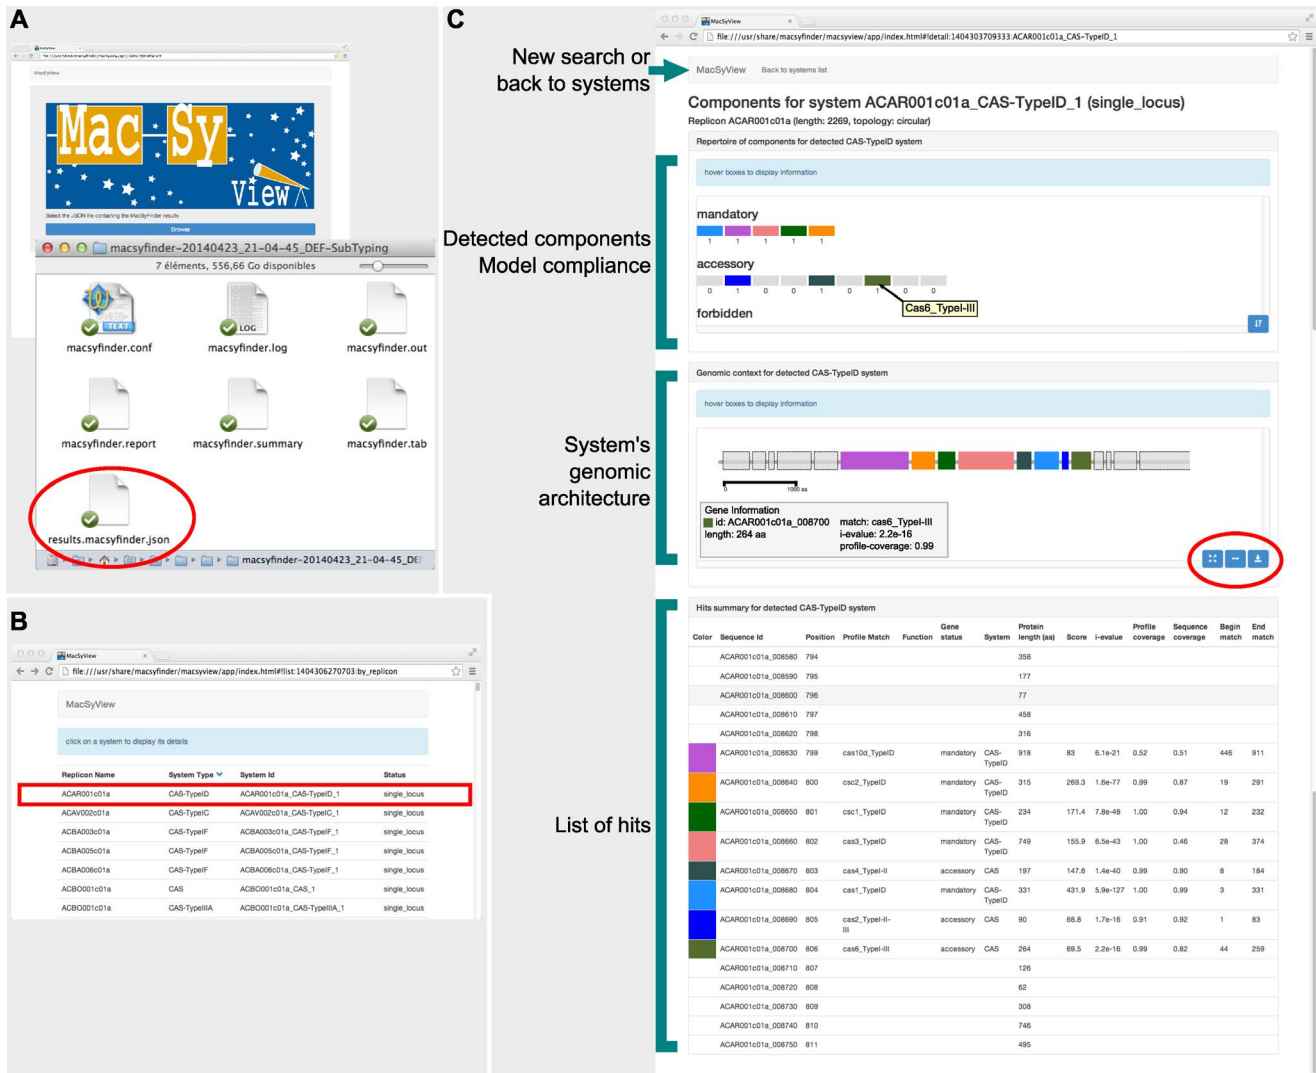 A
MacSyView
MacSyView
Mac Sy
View
Select the JSON file containing the MacSyFinder results
Browse
macsyfinder-20140423_21-04-45_DEF-SubTyping
7 éléments, 556,66 Go disponibles
TEXT
LOG
macsyfinder.conf
macsyfinder.log
macsyfinder.out
macsyfinder.report
macsyfinder.summary
macsyfinder.tab
results.macsyfinder.json
macsyfinder-20140423_21-04-45_DE
B
MacSyView
file:///usr/share/macsyfinder/macsyview/app/index.html#!list:1404306270703:by_replicon
MacSyView
click on a system to display its details
Replicon Name System Type System Id Status
ACAR001c01a CAS-TypeID ACAR001c01a_CAS-TypeID_1 single_locus
ACAV002c01a CAS-TypeIC ACAV002c01a_CAS-TypeIC_1 single_locus
ACBA003c01a CAS-TypeIF ACBA003c01a_CAS-TypeIF_1 single_locus
ACBA005c01a CAS-TypeIF ACBA005c01a_CAS-TypeIF_1 single_locus
ACBA006c01a CAS-TypeIF ACBA006c01a_CAS-TypeIF_1 single_locus
ACBO001c01a CAS ACBO001c01a_CAS_1 single_locus
ACBO001c01a CAS-TypeIIIA ACBO001c01a_CAS-TypeIIIA_1 single_locus
C
New search or
back to systems
Detected components
Model compliance
System's
genomic
architecture
List of hits
MacSyView
file:///usr/share/macsyfinder/macsyview/app/index.html#!detail:1404303709333:ACAR001c01a_CAS-TypeID_1
MacSyView Back to systems list
Components for system ACAR001c01a_CAS-TypeID_1 (single_locus)
Replicon ACAR001c01a (length: 2269, topology: circular)
Repertoire of components for detected CAS-TypeID system
hover boxes to display information
mandatory
1 1 1 1 1
accessory
0 1 0 0 1 0 1 0 0
Cas6_TypeI-III
forbidden
Genomic context for detected CAS-TypeID system
hover boxes to display information
0 1000 aa
Gene Information
id: ACAR001c01a_008700 match: cas6_TypeI-III
length: 264 aa i-evalue: 2.2e-16
profile-coverage: 0.99
Hits summary for detected CAS-TypeID system
Color Sequence Id Position Profile Match Function Gene status System Protein length (aa) Score i-evalue Profile coverage Sequence coverage Begin match End match
ACAR001c01a_008580 794 358
ACAR001c01a_008590 795 177
ACAR001c01a_008600 796 77
ACAR001c01a_008610 797 458
ACAR001c01a_008620 798 316
ACAR001c01a_008630 799 cas10d_TypeID mandatory CAS-TypeID 918 83 6.1e-21 0.52 0.51 446 911
ACAR001c01a_008640 800 csc2_TypeID mandatory CAS-TypeID 315 269.3 1.6e-77 0.99 0.87 19 291
ACAR001c01a_008650 801 csc1_TypeID mandatory CAS-TypeID 234 171.4 7.8e-48 1.00 0.94 12 232
ACAR001c01a_008660 802 cas3_TypeID mandatory CAS-TypeID 749 155.9 6.5e-43 1.00 0.46 28 374
ACAR001c01a_008670 803 cas4_TypeI-II accessory CAS 197 147.6 1.4e-40 0.99 0.90 8 184
ACAR001c01a_008680 804 cas1_TypeID mandatory CAS-TypeID 331 431.9 5.9e-127 1.00 0.99 3 331
ACAR001c01a_008690 805 cas2_TypeI-II-III accessory CAS 90 68.8 1.7e-16 0.91 0.92 1 83
ACAR001c01a_008700 806 cas6_TypeI-III accessory CAS 264 69.5 2.2e-16 0.99 0.82 44 259
ACAR001c01a_008710 807 126
ACAR001c01a_008720 808 62
ACAR001c01a_008730 809 308
ACAR001c01a_008740 810 746
ACAR001c01a_008750 811 495